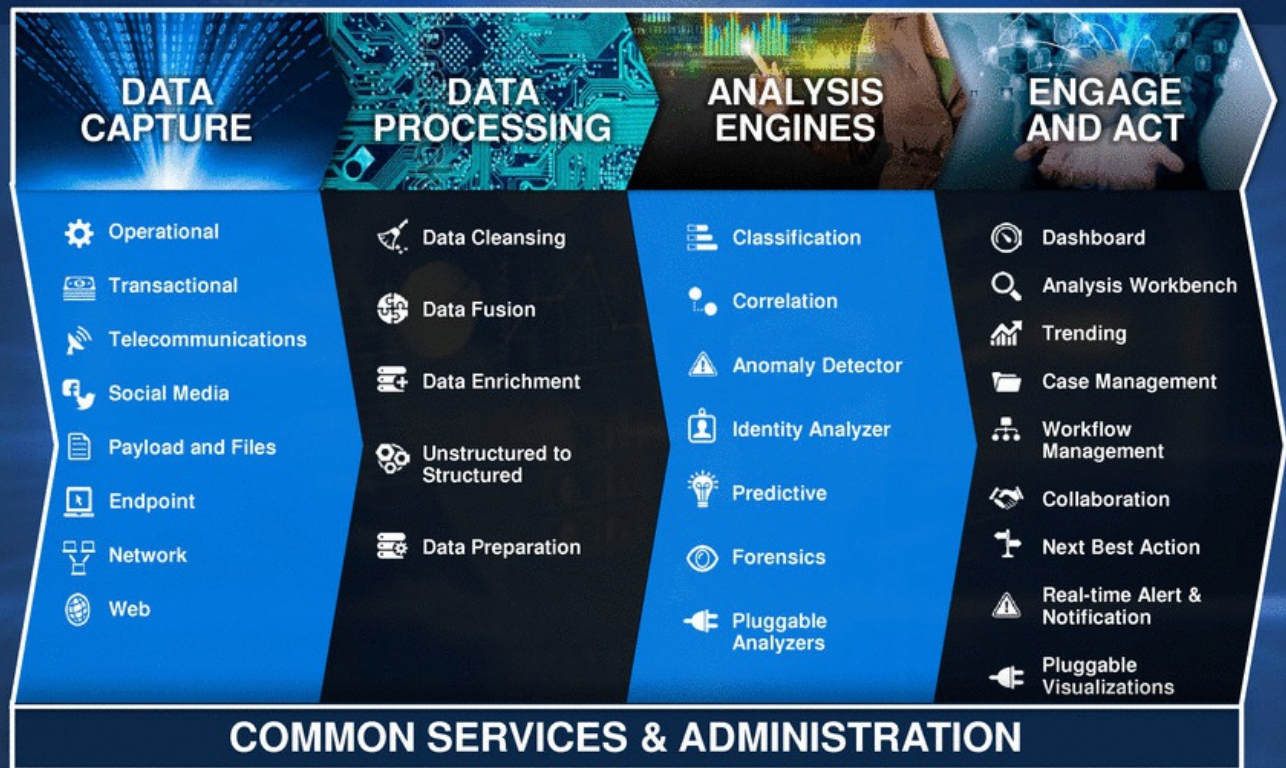 DATA
CAPTURE
DATA
PROCESSING
ANALYSIS
ENGINES
ENGAGE
AND ACT
Operational
Transactional
Telecommunications
Social Media
Payload and Files
Endpoint
Network
Web
Data Cleansing
Data Fusion
Data Enrichment
Unstructured to
Structured
Data Preparation
Classification
Correlation
Anomaly Detector
Identity Analyzer
Predictive
Forensics
Pluggable
Analyzers
Dashboard
Analysis Workbench
Trending
Case Management
Workflow
Management
Collaboration
Next Best Action
Real-time Alert &
Notification
Pluggable
Visualizations
COMMON SERVICES & ADMINISTRATION